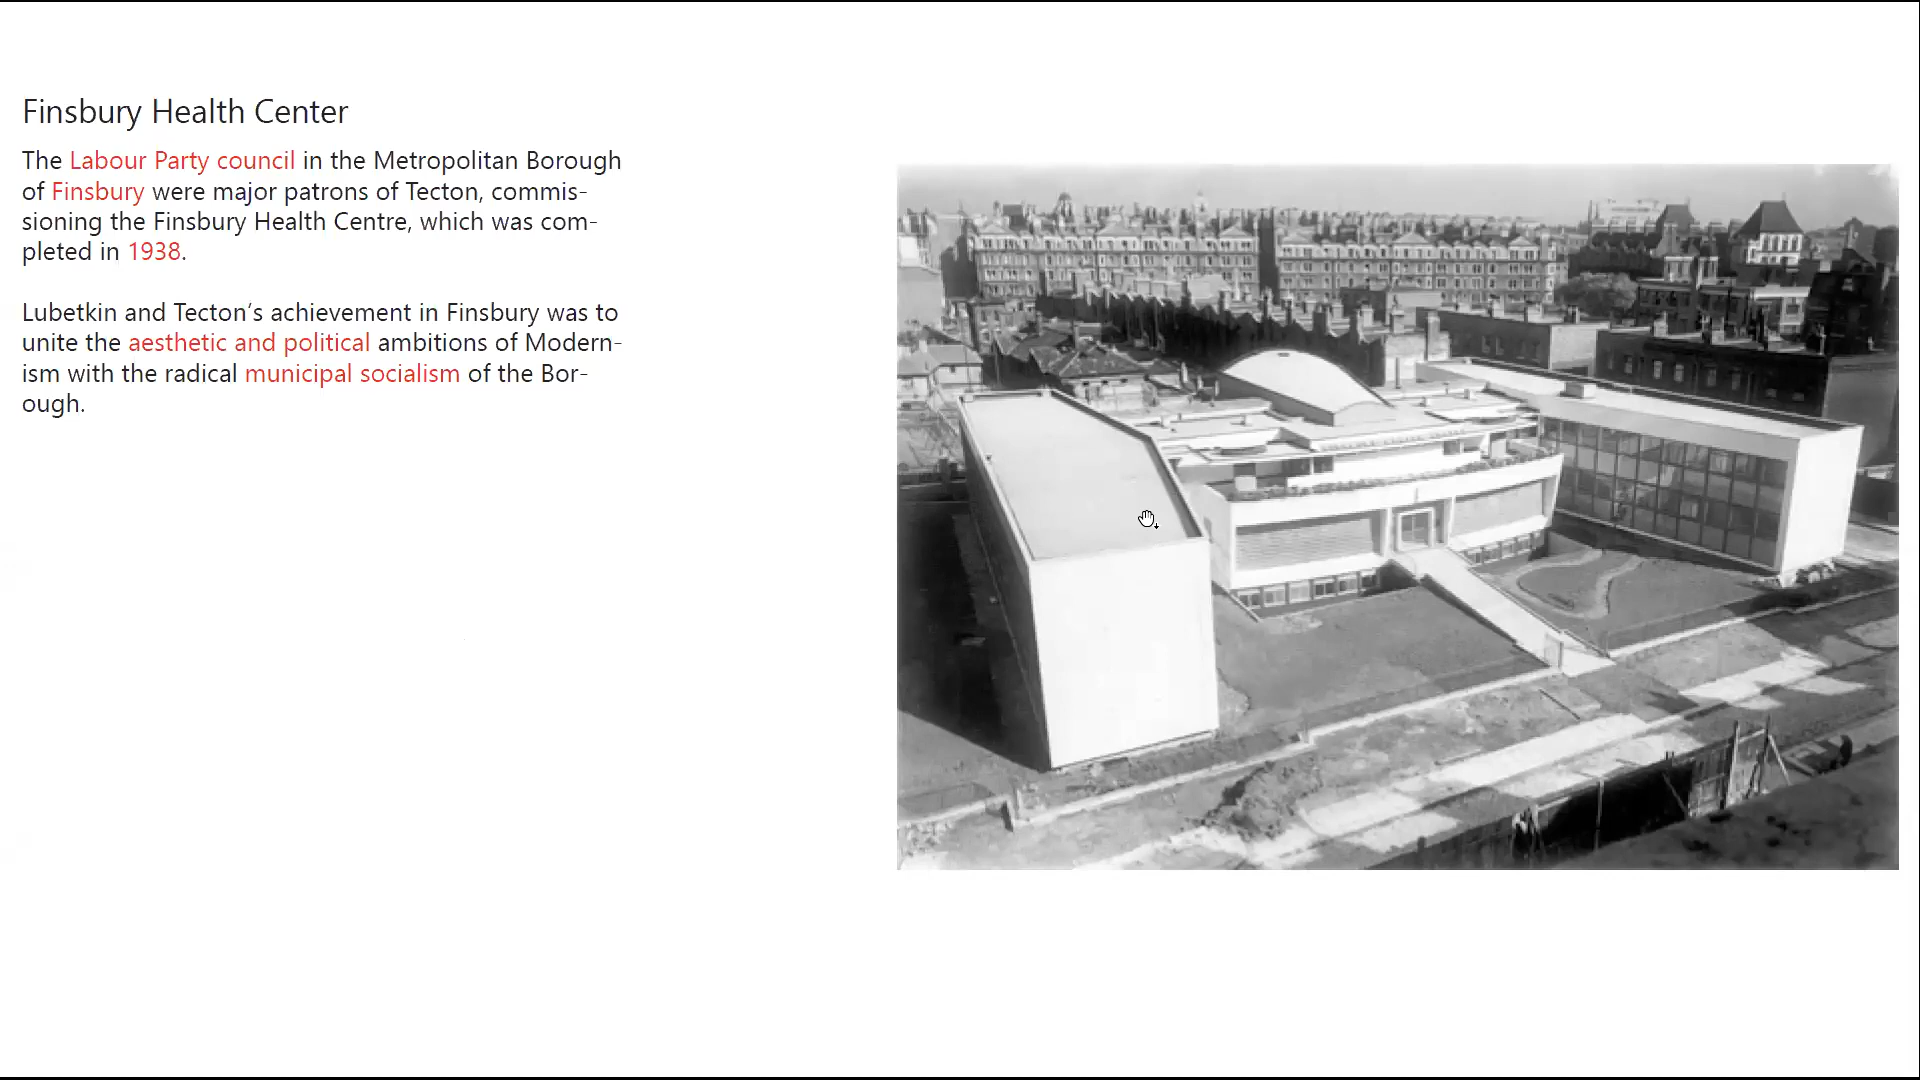 Finsbury Health Center
The Labour Party council in the Metropolitan Borough
of Finsbury were major patrons of Tecton, commis-
sioning the Finsbury Health Centre, which was com-
pleted in 1938.
Lubetkin and Tecton's achievement in Finsbury was to
unite the aesthetic and political ambitions of Modern-
ism with the radical municipal socialism of the Bor-
ough.